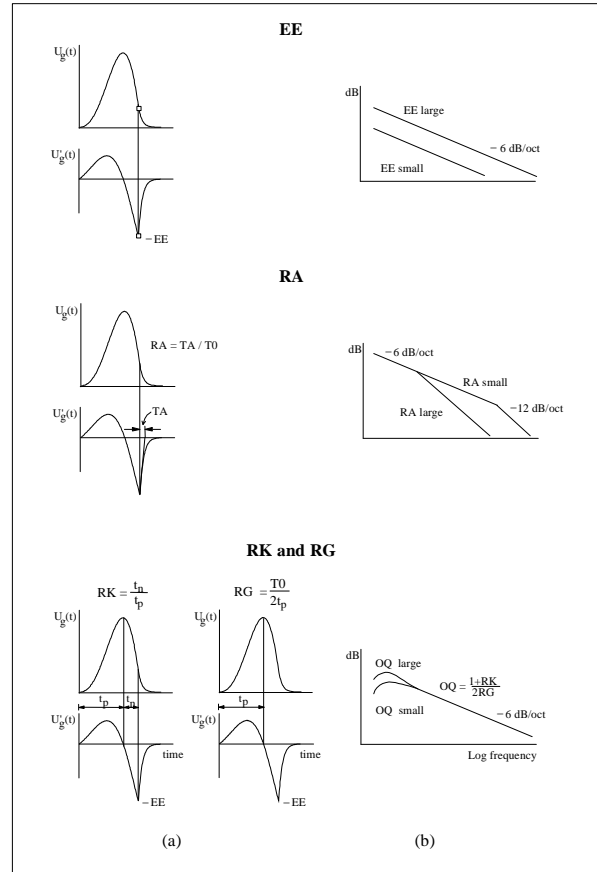 EE
U_g(t)
U'_g(t)
−EE
dB
EE large
−6 dB/oct
EE small
RA
U_g(t)
RA = TA / T0
U'_g(t)
TA
dB
−6 dB/oct
RA small
RA large
−12 dB/oct
RK and RG
RK = t_n / t_p
RG = T0 / 2t_p
U_g(t)
U_g(t)
t_p
t_n
t_p
U'_g(t)
time
−EE
U'_g(t)
time
−EE
dB
OQ large
OQ = 1+RK / 2RG
OQ small
−6 dB/oct
Log frequency
(a)
(b)